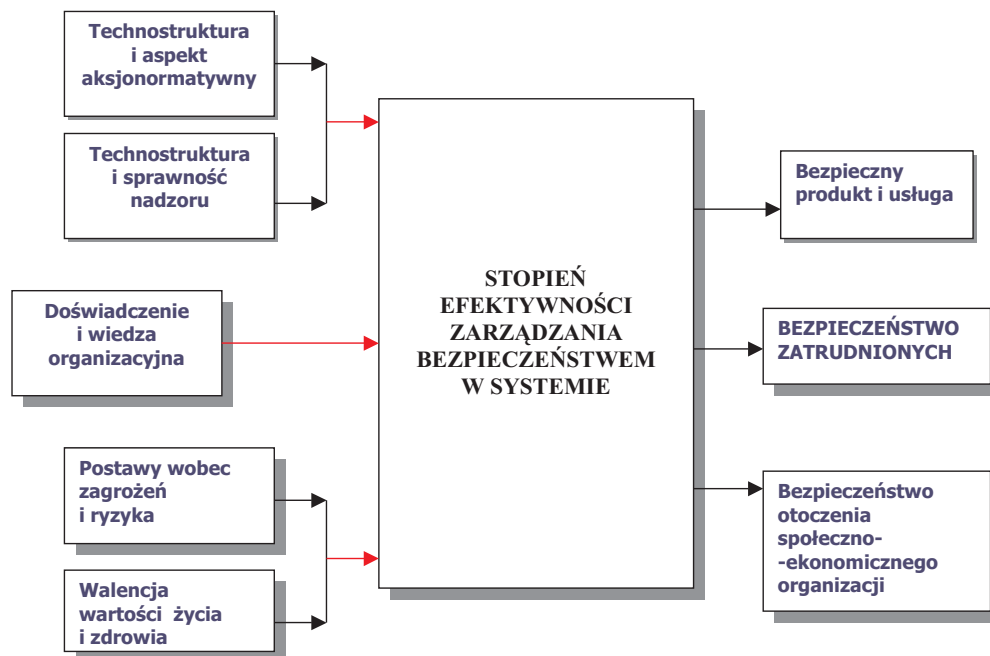 Technostruktura
i aspekt
aksjonormatywny
Technostruktura
i sprawność
nadzoru
Doświadczenie
i wiedza
organizacyjna
Postawy wobec
zagrożeń
i ryzyka
Walencja
wartości życia
i zdrowia
STOPIEŃ
EFEKTYWNOŚCI
ZARZĄDZANIA
BEZPIECZEŃSTWEM
W SYSTEMIE
Bezpieczny
produkt i usługa
BEZPIECZEŃSTWO
ZATRUDNIONYCH
Bezpieczeństwo
otoczenia
społeczno-
-ekonomicznego
organizacji